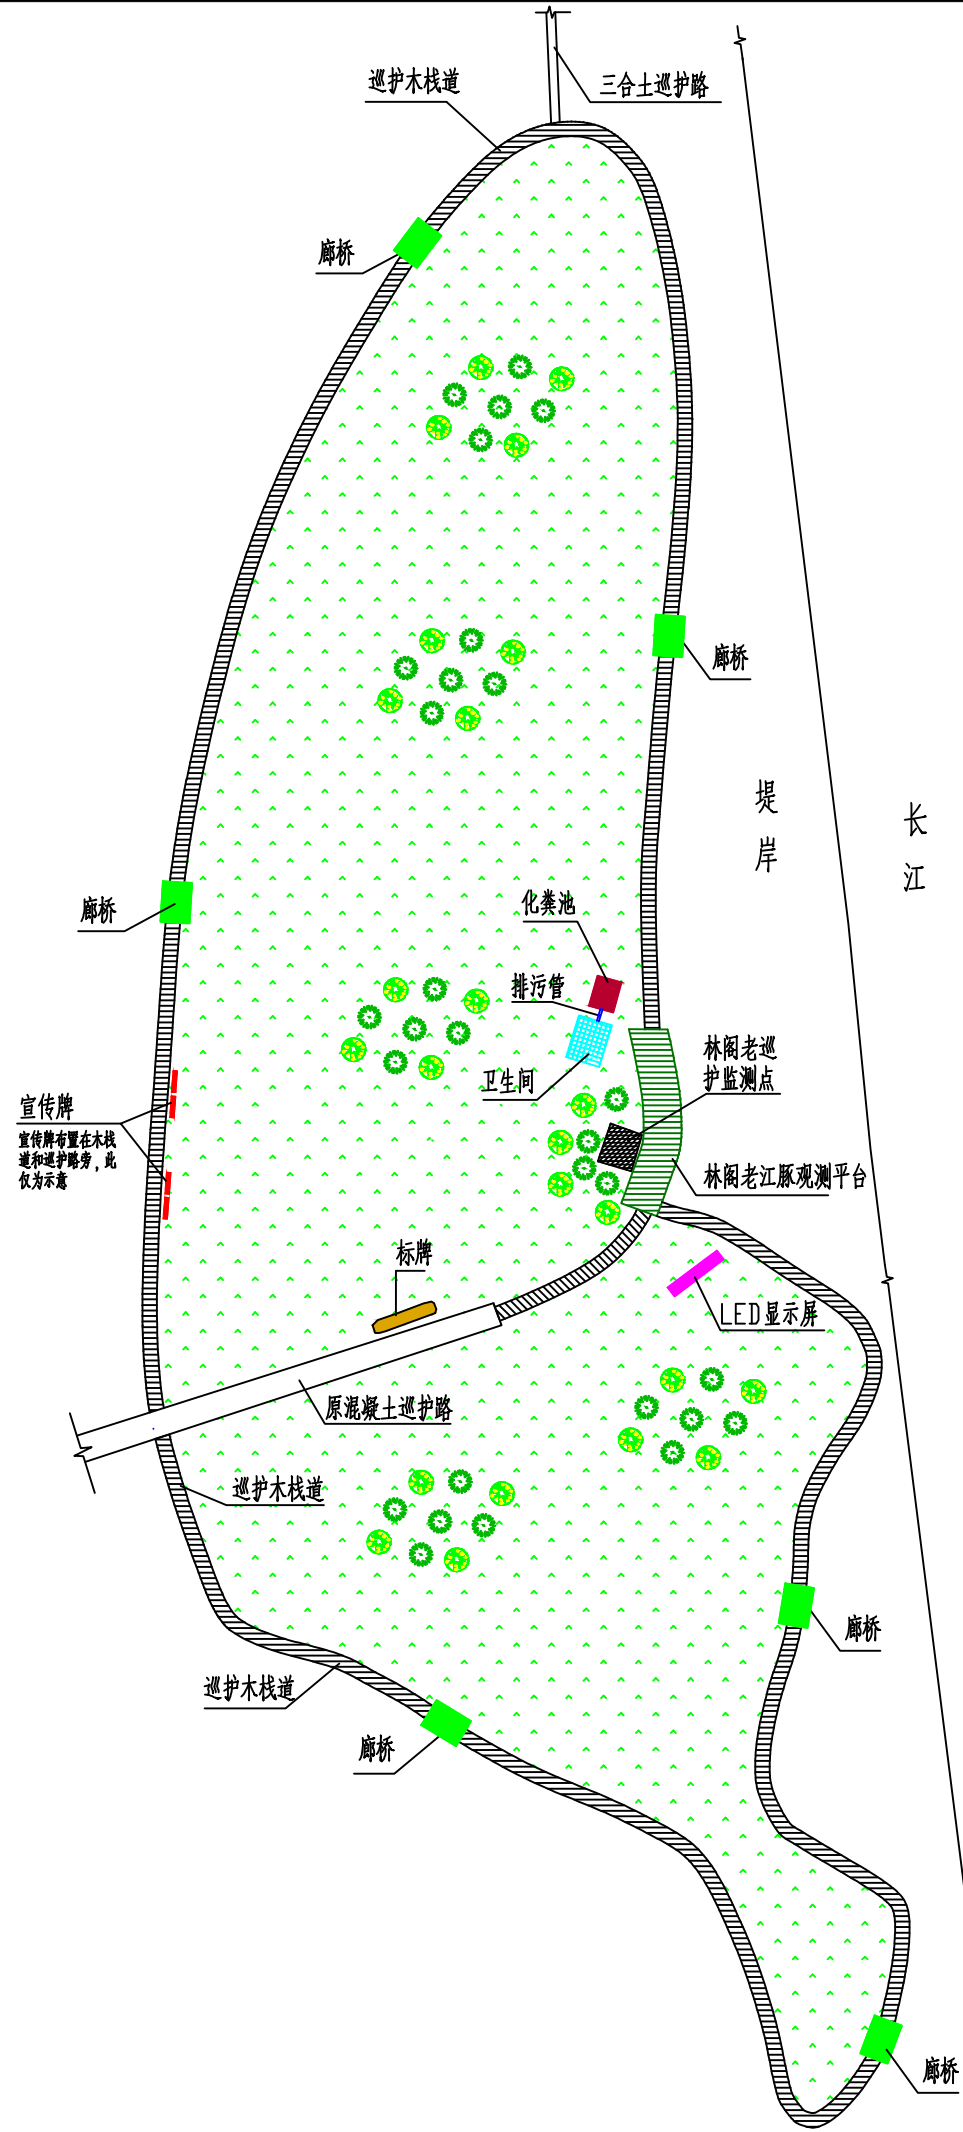 巡护木栈道
三合土巡护路
廊桥
廊桥
堤
岸
长
江
廊桥
化粪池
排污管
卫生间
林阁老巡
护监测点
宣传牌
宣传牌布置在木栈
道和巡护路旁，此
仅为示意
林阁老江豚观测平台
标牌
LED显示屏
原混凝土巡护路
巡护木栈道
廊桥
巡护木栈道
廊桥
廊桥